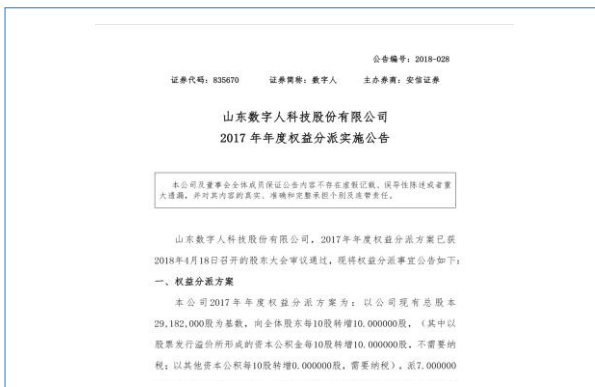 公告编号：2018-028
证券代码：835670 证券简称：数字人 主办券商：安信证券
山东数字人科技股份有限公司
2017 年年度权益分派实施公告
本公司及董事会全体成员保证公告内容不存在虚假记载、误导性陈述或者重
大遗漏，并对其内容的真实、准确和完整承担个别及连带责任。
山东数字人科技股份有限公司，2017年年度权益分派方案已获
2018年4月18日召开的股东大会审议通过，现将权益分派事宜公告如下：
一、权益分派方案
本公司2017年年度权益分派方案为：以公司现有总股本
29,182,000股为基数，向全体股东每10股转增10.000000股，（其中以
股票发行溢价所形成的资本公积金每10股转增10.000000股，不需要纳
税；以其他资本公积每10股转增0.000000股，需要纳税），派7.000000